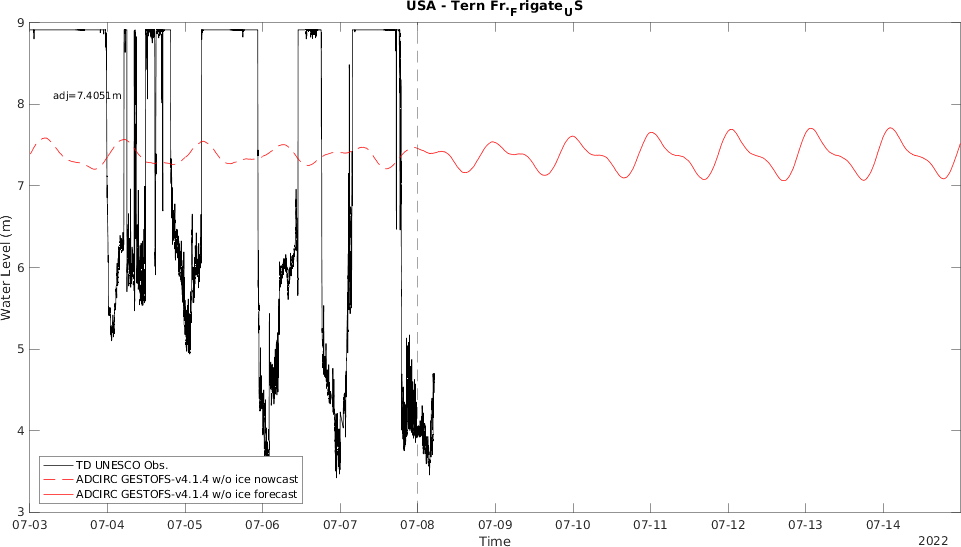 USA - Tern Fr.FrigateUS
9
8
7
6
5
4
3
Water Level (m)
adj=7.4051m
TD UNESCO Obs.
ADCIRC GESTOFS-v4.1.4 w/o ice nowcast
ADCIRC GESTOFS-v4.1.4 w/o ice forecast
07-03 07-04 07-05 07-06 07-07 07-08 07-09 07-10 07-11 07-12 07-13 07-14
Time
2022